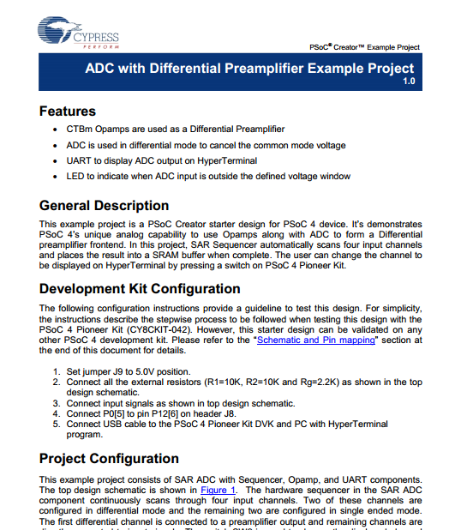 CYPRESS
PERFORM
PSoC® Creator™ Example Project
ADC with Differential Preamplifier Example Project
1.0
Features
• CTBm Opamps are used as a Differential Preamplifier
• ADC is used in differential mode to cancel the common mode voltage
• UART to display ADC output on HyperTerminal
• LED to indicate when ADC input is outside the defined voltage window
General Description
This example project is a PSoC Creator starter design for PSoC 4 device. It's demonstrates
PSoC 4's unique analog capability to use Opamps along with ADC to form a Differential
preamplifier frontend. In this project, SAR Sequencer automatically scans four input channels
and places the result into a SRAM buffer when complete. The user can change the channel to
be displayed on HyperTerminal by pressing a switch on PSoC 4 Pioneer Kit.
Development Kit Configuration
The following configuration instructions provide a guideline to test this design. For simplicity,
the instructions describe the stepwise process to be followed when testing this design with the
PSoC 4 Pioneer Kit (CY8CKIT-042). However, this starter design can be validated on any
other PSoC 4 development kit. Please refer to the "Schematic and Pin mapping" section at
the end of this document for details.
1. Set jumper J9 to 5.0V position.
2. Connect all the external resistors (R1=10K, R2=10K and Rg=2.2K) as shown in the top
design schematic.
3. Connect input signals as shown in top design schematic.
4. Connect P0[5] to pin P12[6] on header J8.
5. Connect USB cable to the PSoC 4 Pioneer Kit DVK and PC with HyperTerminal
program.
Project Configuration
This example project consists of SAR ADC with Sequencer, Opamp, and UART components.
The top design schematic is shown in Figure 1. The hardware sequencer in the SAR ADC
component continuously scans through four input channels. Two of these channels are
configured in differential mode and the remaining two are configured in single ended mode.
The first differential channel is connected to a preamplifier output and remaining channels are